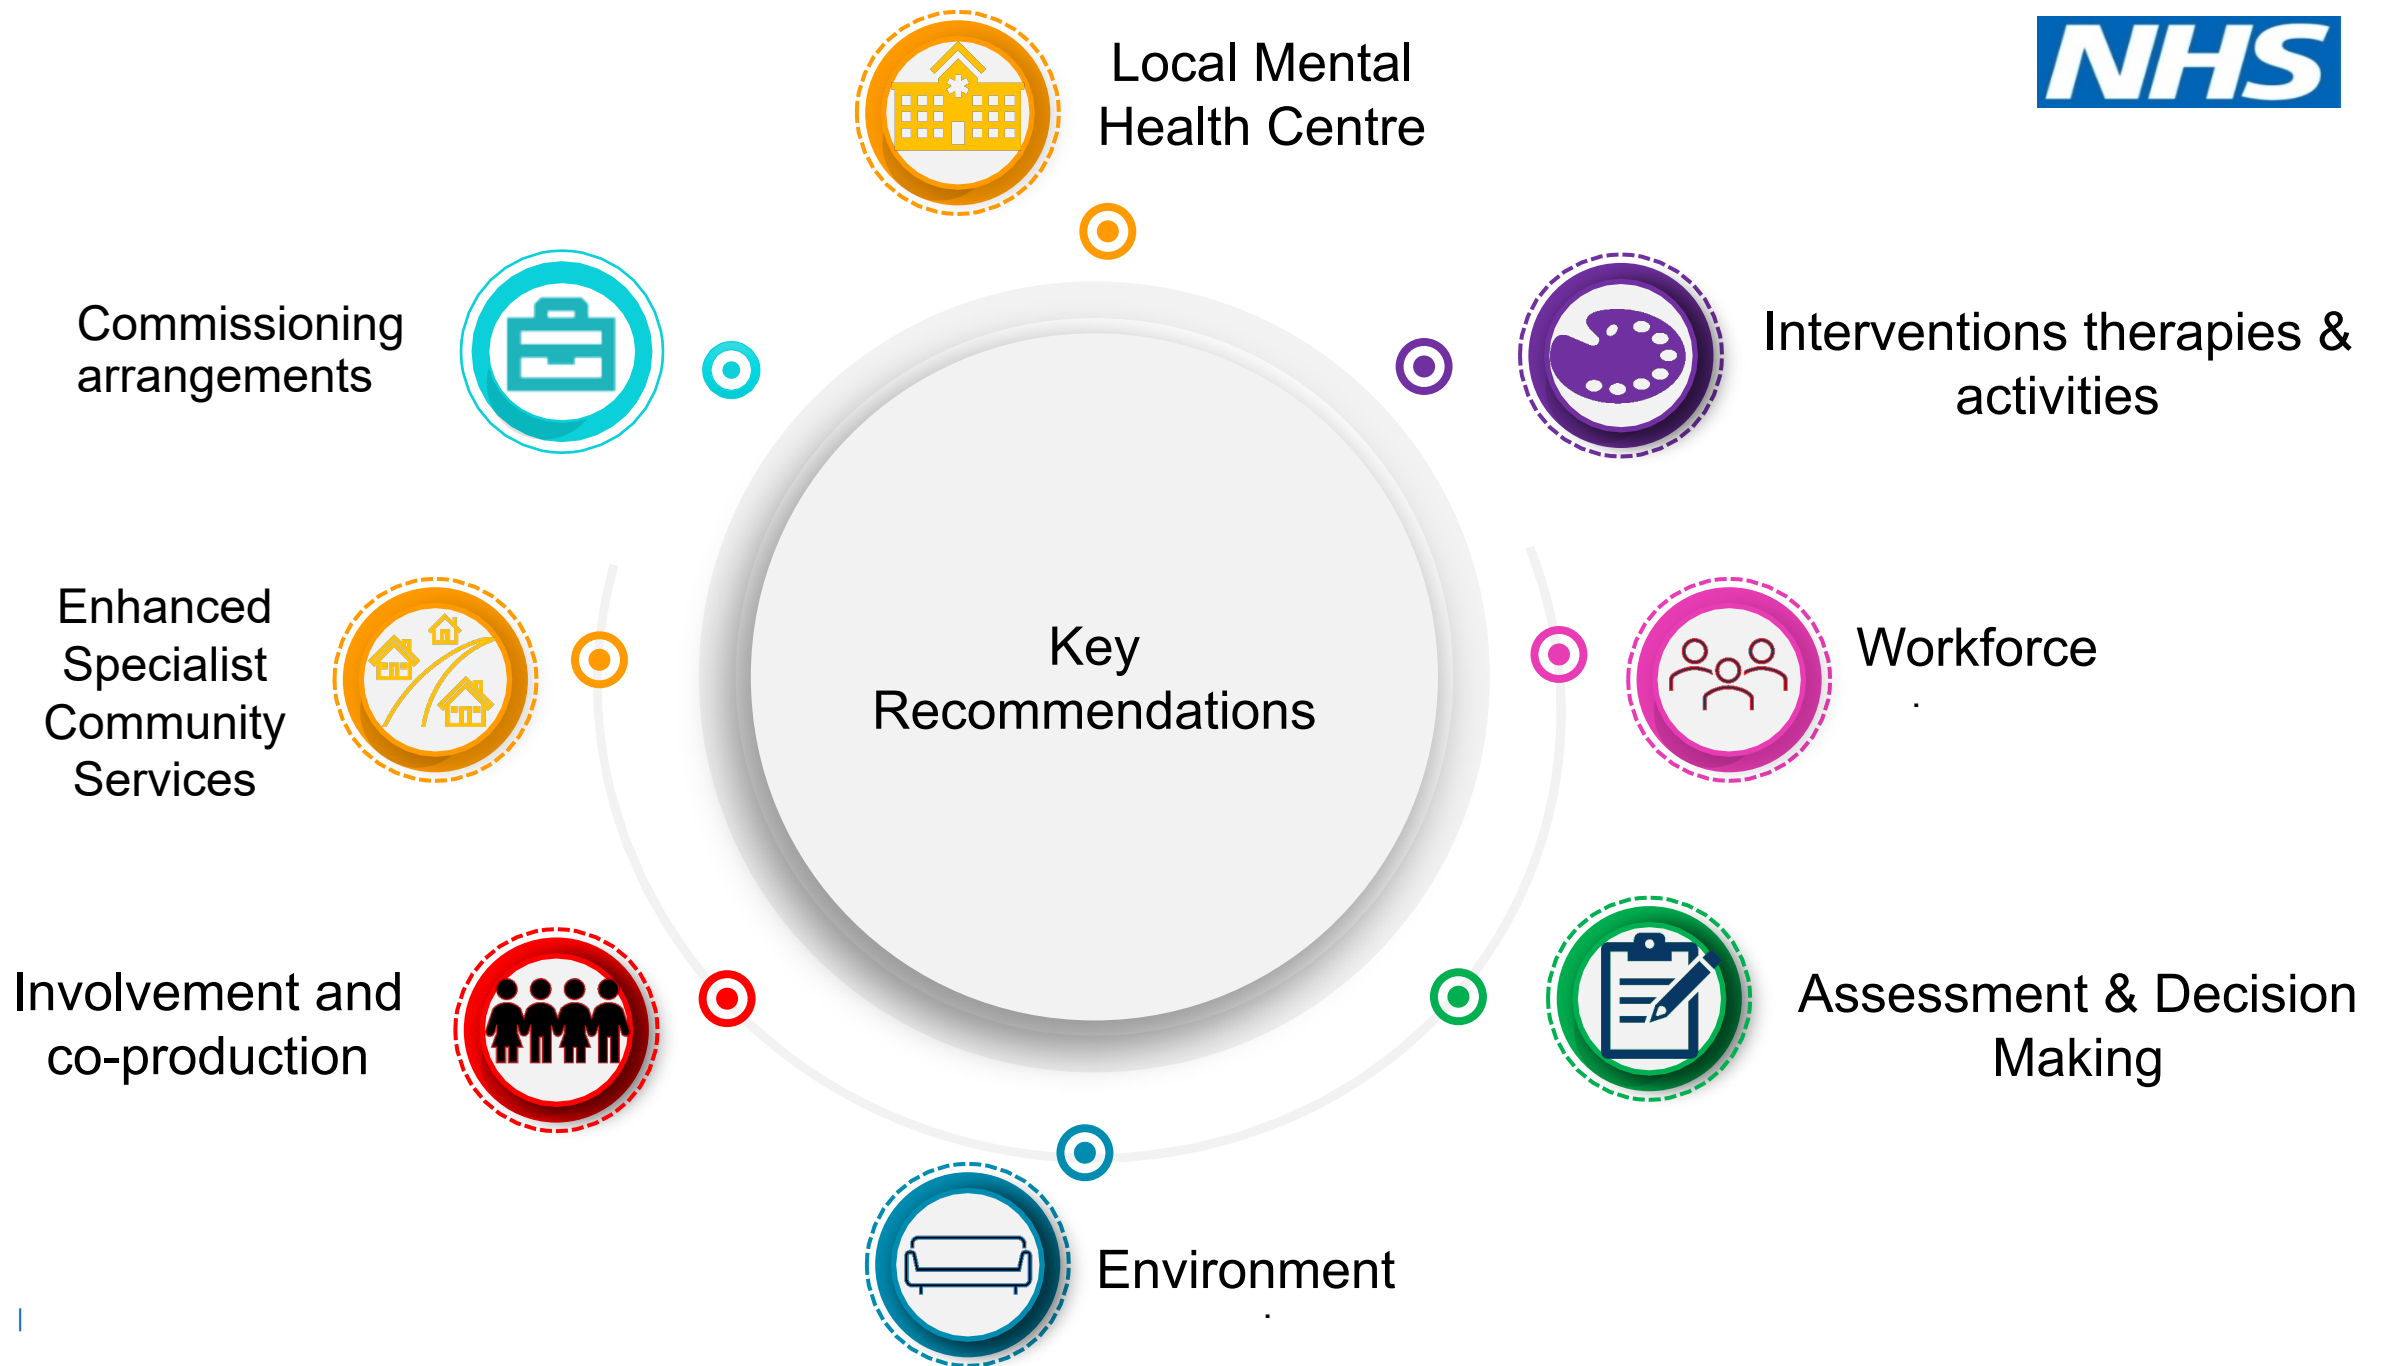 NHS
Local Mental
Health Centre
Commissioning
arrangements
Interventions therapies &
activities
Enhanced
Specialist
Community
Services
Key
Recommendations
Workforce
.
Involvement and
co-production
Assessment & Decision
Making
Environment
.
|